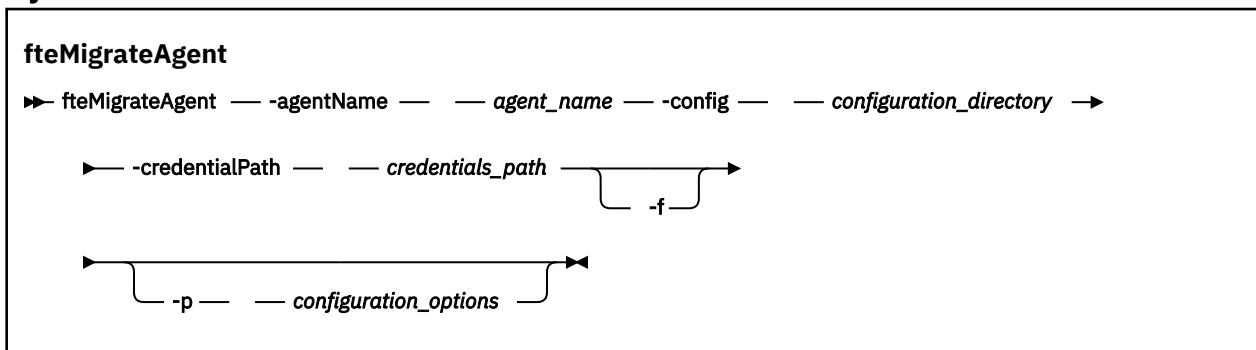 fteMigrateAgent
fteMigrateAgent -agentName agent_name -config configuration_directory
-credentialPath credentials_path
-f
-p configuration_options